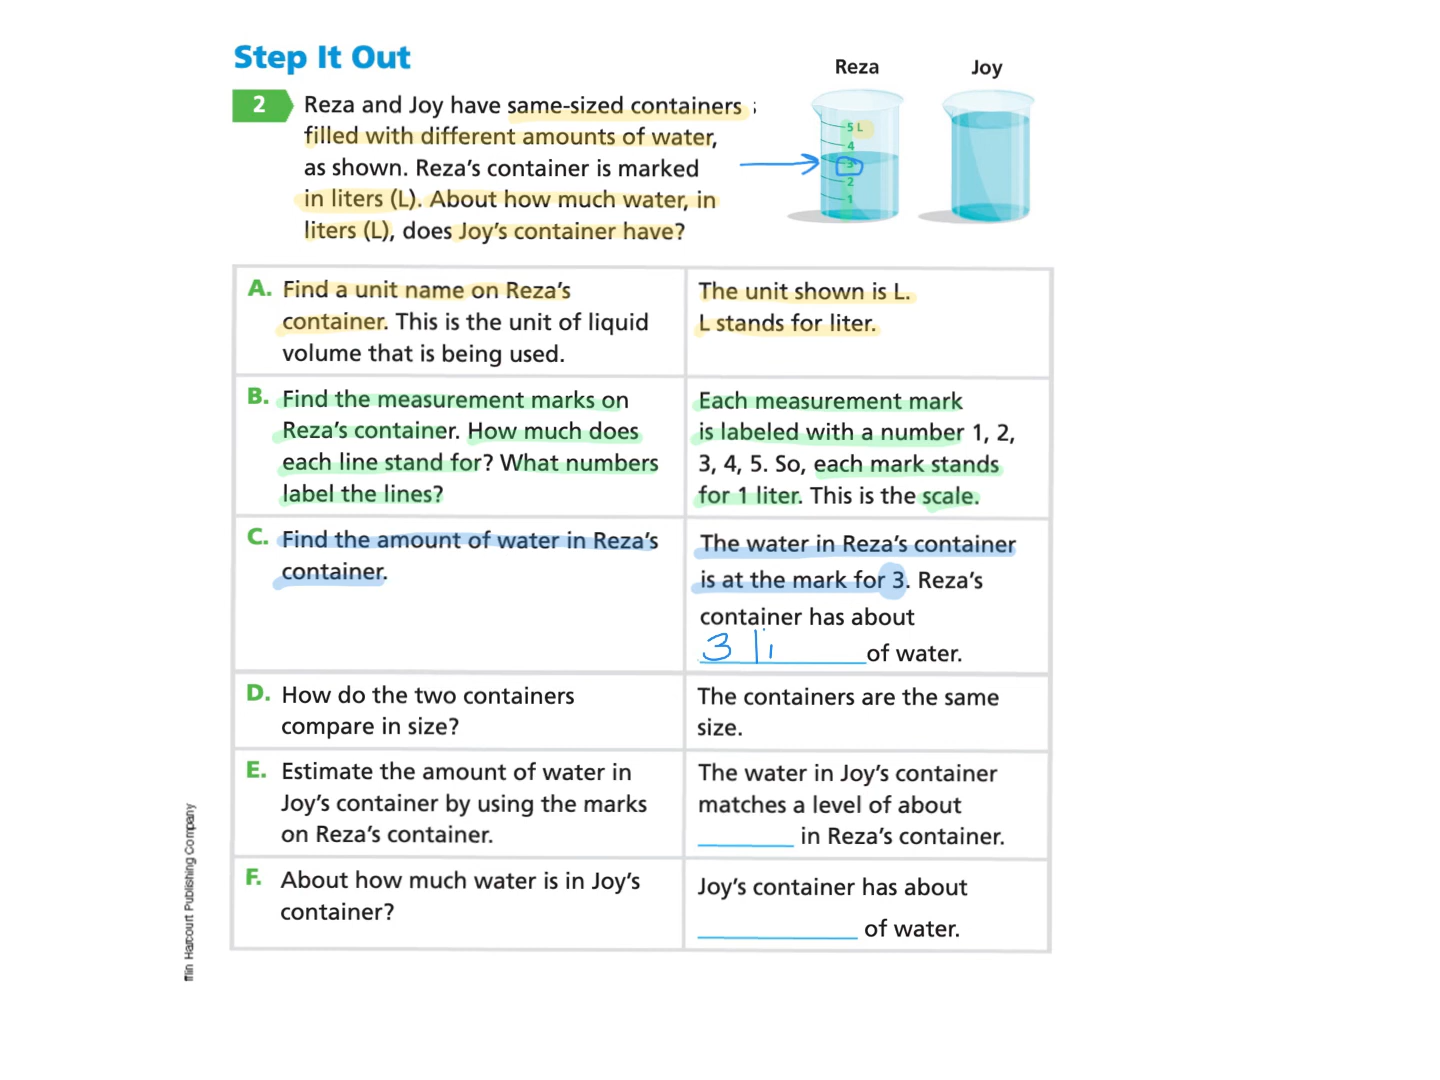 Step It Out
Reza
Joy
2
Reza and Joy have same-sized containers
filled with different amounts of water,
as shown. Reza's container is marked
in liters (L). About how much water, in
liters (L), does Joy's container have?
5 L
4
3
2
1
A. Find a unit name on Reza's
container. This is the unit of liquid
volume that is being used.
The unit shown is L.
L stands for liter.
B. Find the measurement marks on
Reza's container. How much does
each line stand for? What numbers
label the lines?
Each measurement mark
is labeled with a number 1, 2,
3, 4, 5. So, each mark stands
for 1 liter. This is the scale.
C. Find the amount of water in Reza's
container.
The water in Reza's container
is at the mark for 3. Reza's
container has about
3 li of water.
D. How do the two containers
compare in size?
The containers are the same
size.
E. Estimate the amount of water in
Joy's container by using the marks
on Reza's container.
The water in Joy's container
matches a level of about
in Reza's container.
F. About how much water is in Joy's
container?
Joy's container has about
of water.
Harcourt Publishing Company